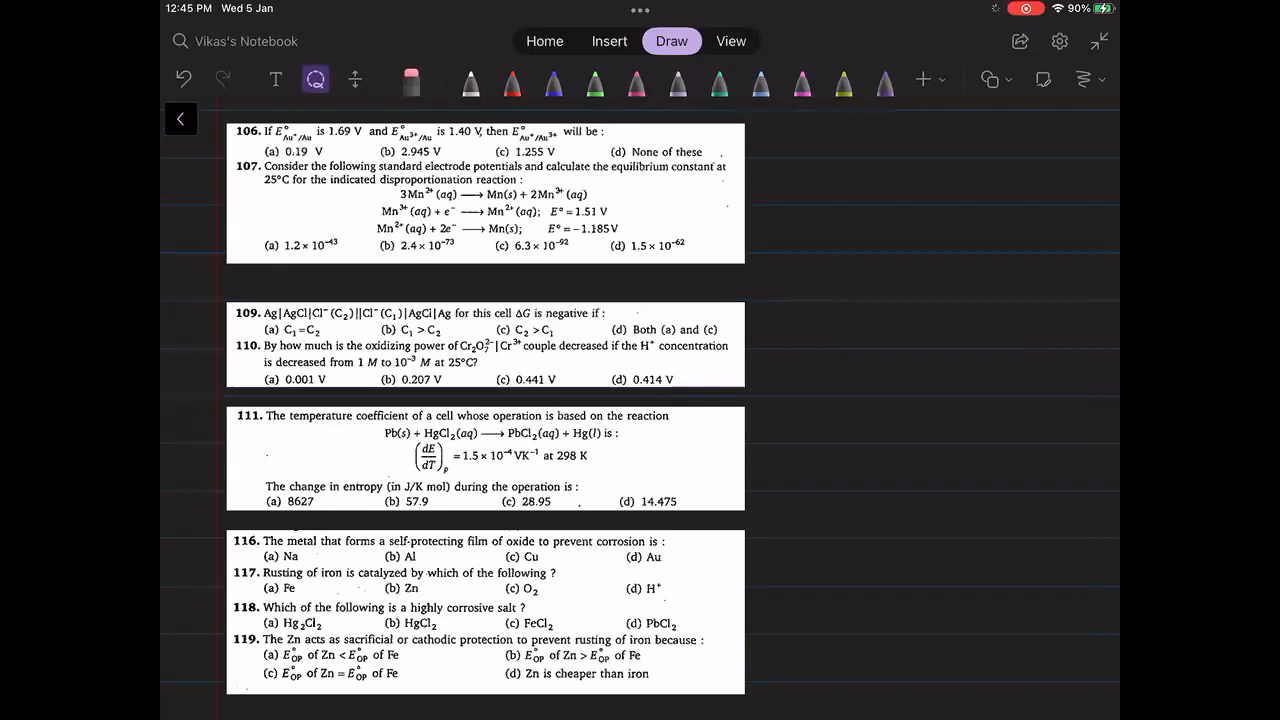 12:45 PM Wed 5 Jan
90%
Vikas's Notebook
Home Insert Draw View
106. If E°Au⁺/Au is 1.69 V and E°Au³⁺/Au is 1.40 V, then E°Au⁺/Au³⁺ will be :
(a) 0.19 V (b) 2.945 V (c) 1.255 V (d) None of these
107. Consider the following standard electrode potentials and calculate the equilibrium constant at
25°C for the indicated disproportionation reaction :
3Mn²⁺(aq) ⟶ Mn(s) + 2Mn³⁺(aq)
Mn³⁺(aq) + e⁻ ⟶ Mn²⁺(aq); E° = 1.51 V
Mn²⁺(aq) + 2e⁻ ⟶ Mn(s); E° = −1.185 V
(a) 1.2 × 10⁻⁴³ (b) 2.4 × 10⁻⁷³ (c) 6.3 × 10⁻⁹² (d) 1.5 × 10⁻⁶²
109. Ag|AgCl|Cl⁻(C₂)||Cl⁻(C₁)|AgCl|Ag for this cell ΔG is negative if :
(a) C₁ = C₂ (b) C₁ > C₂ (c) C₂ > C₁ (d) Both (a) and (c)
110. By how much is the oxidizing power of Cr₂O₇²⁻|Cr³⁺ couple decreased if the H⁺ concentration
is decreased from 1 M to 10⁻³ M at 25°C?
(a) 0.001 V (b) 0.207 V (c) 0.441 V (d) 0.414 V
111. The temperature coefficient of a cell whose operation is based on the reaction
Pb(s) + HgCl₂(aq) ⟶ PbCl₂(aq) + Hg(l) is :
(dE/dT)p = 1.5 × 10⁻⁴ VK⁻¹ at 298 K
The change in entropy (in J/K mol) during the operation is :
(a) 8627 (b) 57.9 (c) 28.95 (d) 14.475
116. The metal that forms a self-protecting film of oxide to prevent corrosion is :
(a) Na (b) Al (c) Cu (d) Au
117. Rusting of iron is catalyzed by which of the following ?
(a) Fe (b) Zn (c) O₂ (d) H⁺
118. Which of the following is a highly corrosive salt ?
(a) Hg₂Cl₂ (b) HgCl₂ (c) FeCl₂ (d) PbCl₂
119. The Zn acts as sacrificial or cathodic protection to prevent rusting of iron because :
(a) E°OP of Zn < E°OP of Fe (b) E°OP of Zn > E°OP of Fe
(c) E°OP of Zn = E°OP of Fe (d) Zn is cheaper than iron